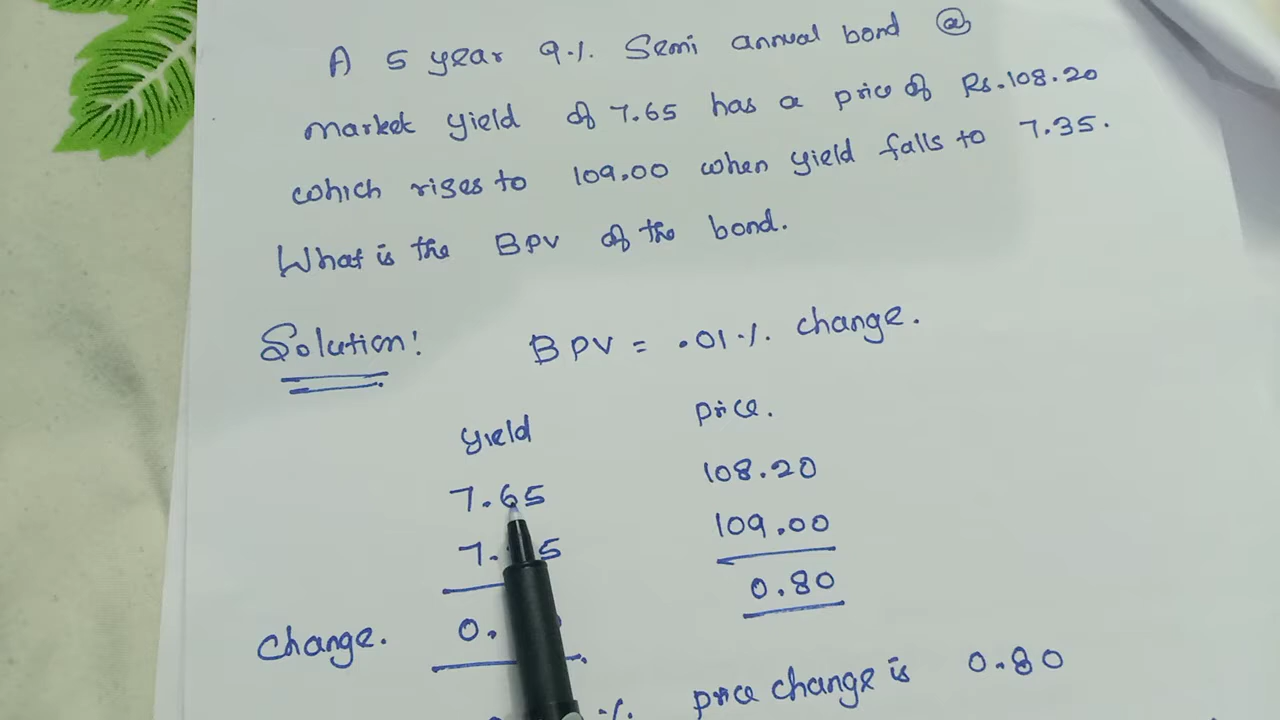 A 5 year 9.1. Semi annual bond @
market yield of 7.65 has a price of Rs.108.20
which rises to 109.00 when yield falls to 7.35.
What is the BPV of the bond.
Solution: BPV = .01.1. change.
yield price.
7.65 108.20
109.00
change. 0.80
price change is 0.80